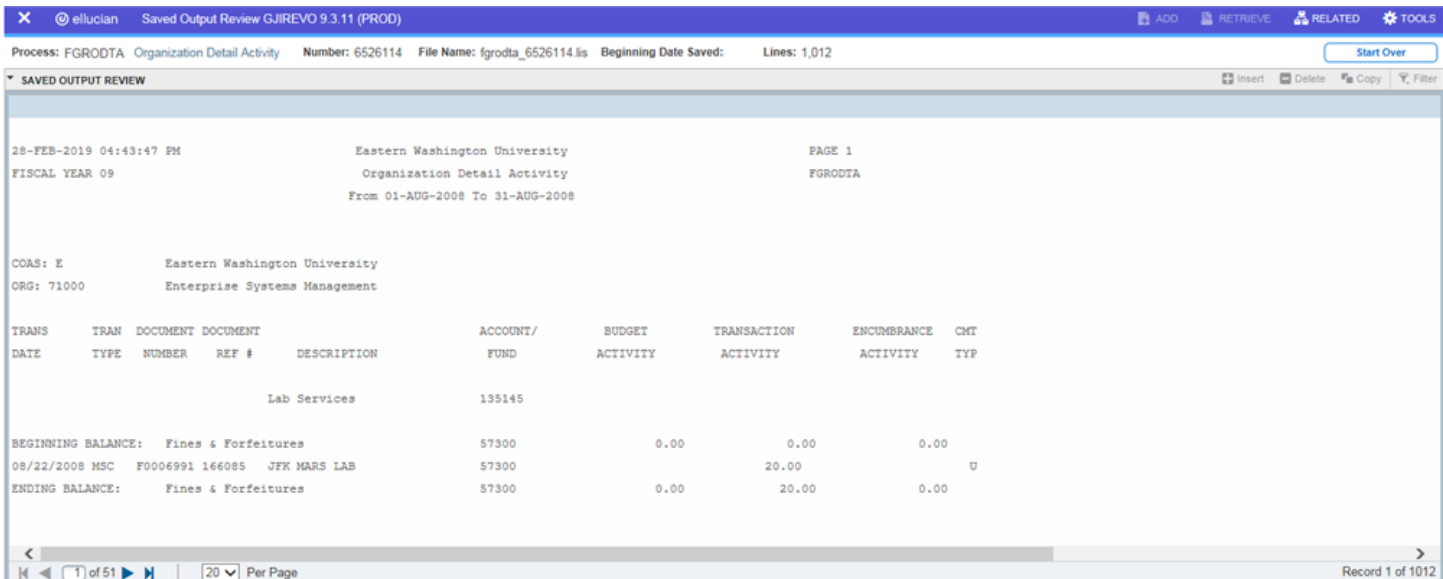 ✕ ellucian Saved Output Review GJIREVO 9.3.11 (PROD) ADD RETRIEVE RELATED TOOLS
Process: FGRODTA Organization Detail Activity Number: 6526114 File Name: fgrodta_6526114.lis Beginning Date Saved: Lines: 1,012 Start Over
SAVED OUTPUT REVIEW Insert Delete Copy Filter
28-FEB-2019 04:43:47 PM Eastern Washington University PAGE 1
FISCAL YEAR 09 Organization Detail Activity FGRODTA
From 01-AUG-2008 To 31-AUG-2008
COAS: E Eastern Washington University
ORG: 71000 Enterprise Systems Management
TRANS TRAN DOCUMENT DOCUMENT ACCOUNT/ BUDGET TRANSACTION ENCUMBRANCE CMT
DATE TYPE NUMBER REF # DESCRIPTION FUND ACTIVITY ACTIVITY ACTIVITY TYP
Lab Services 135145
BEGINNING BALANCE: Fines & Forfeitures 57300 0.00 0.00 0.00
08/22/2008 MSC F0006991 166085 JFK MARS LAB 57300 20.00 U
ENDING BALANCE: Fines & Forfeitures 57300 0.00 20.00 0.00
1 of 51 20 Per Page Record 1 of 1012